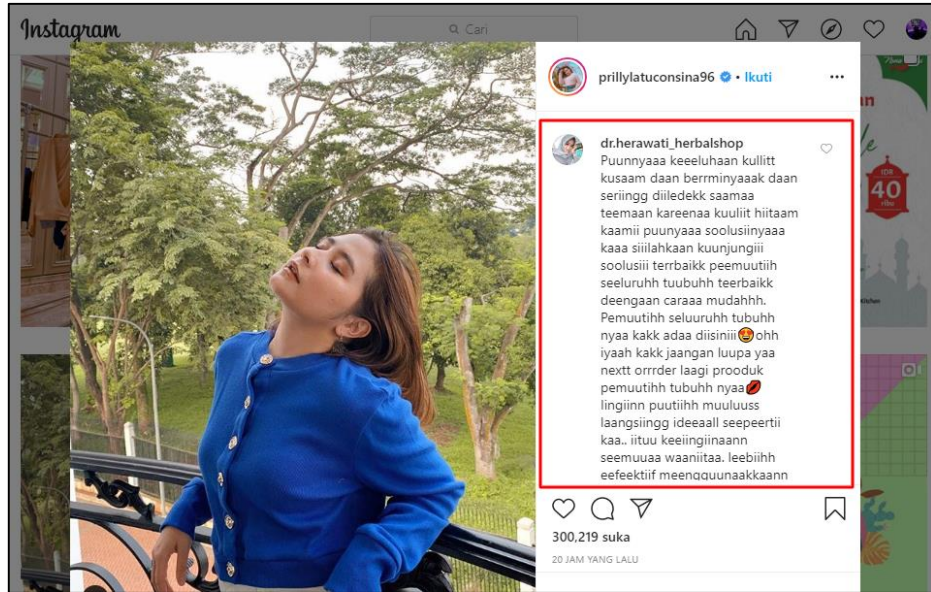 Instagram
Cari
prillylatuconsina96 • Ikuti
dr.herawati_herbalshop
Puunnyaaa keeeluhaan kullitt
kusaam daan berrminyaaak daan
seriingg diiledekk saamaa
teemaan kareenaa kuuliit hiitaam
kaamii puunyaaa soolusiinyaaa
kaaa siiilahkaan kuunjungiii
soolusiii terrbaikk peemuutiih
seeluruhh tuubuhh teerbaikk
deengaan caraaa mudahhh.
Pemuutihh seluuruhh tubuhh
nyaa kakk adaa diisiniii😍ohh
iyaah kakk jaangan luupa yaa
nextt orrrder laagi prooduk
pemuutihh tubuhh nyaa💋
lingiinn puutiihh muuluuss
laangsiingg ideeaall seepeertii
kaa.. iituu keeiingiinaann
seemuuaa waaniitaa. leebiihh
eefeektiif meengguunaakkaann
300,219 suka
20 JAM YANG LALU
40
ribu